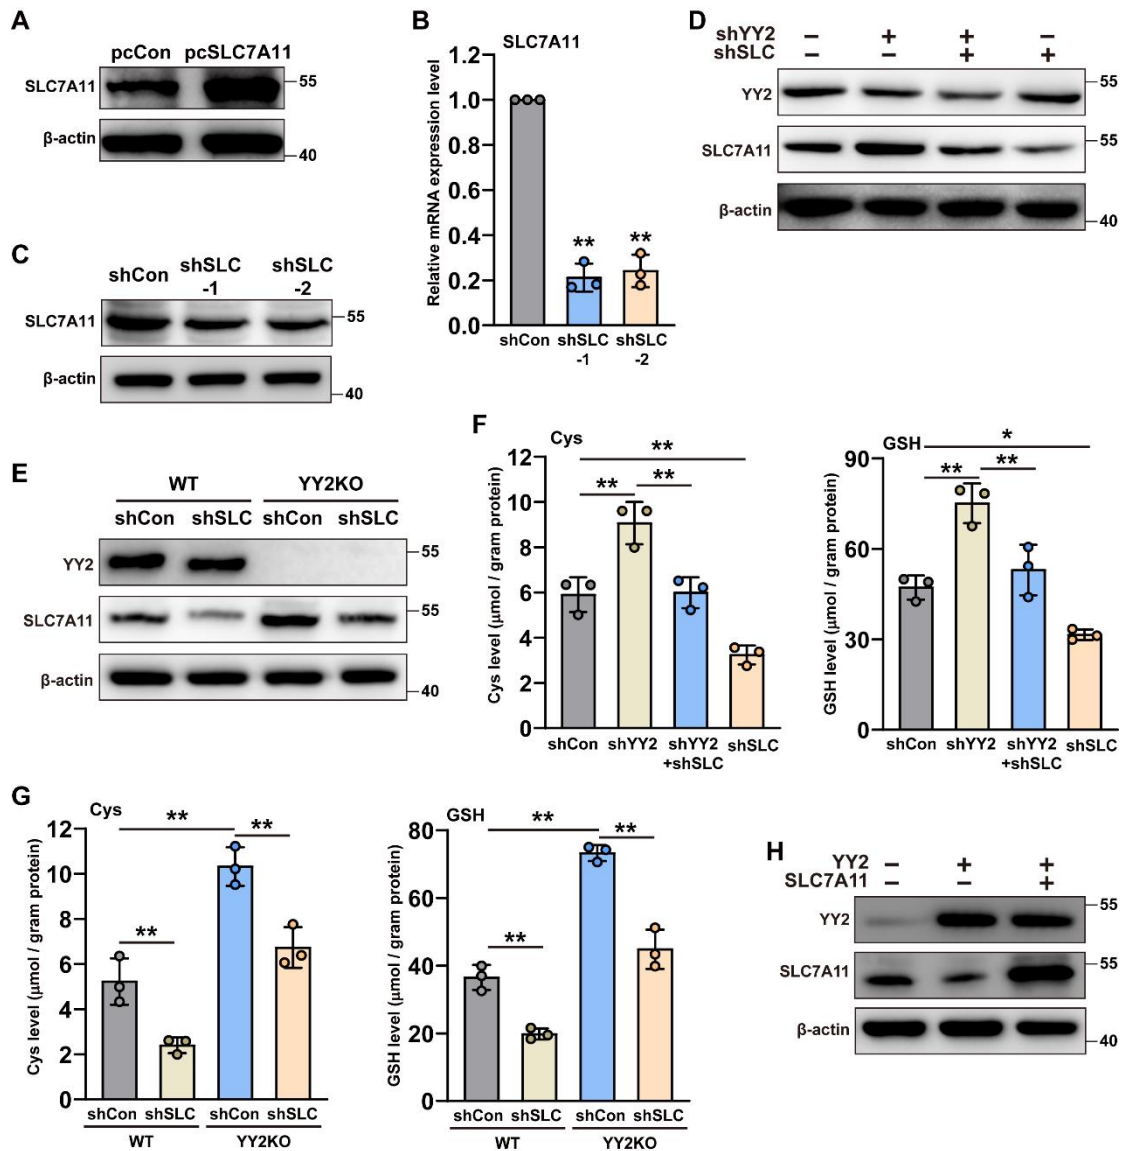 A
pcCon pcSLC7A11
SLC7A11
55
β-actin
40
B
SLC7A11
Relative mRNA expression level
1.2
1.0
0.8
0.6
0.4
0.2
0.0
**
**
shCon shSLC shSLC
-1 -2
C
shCon shSLC shSLC
-1 -2
SLC7A11
55
β-actin
40
D
shYY2 – + + –
shSLC – – + +
YY2
55
SLC7A11
55
β-actin
40
E
WT YY2KO
shCon shSLC shCon shSLC
YY2
55
SLC7A11
55
β-actin
40
F
Cys
Cys level (μmol / gram protein)
12
10
8
6
4
2
0
**
** **
shCon shYY2 shYY2 shSLC
+shSLC
GSH
GSH level (μmol / gram protein)
90
60
30
0
*
** **
shCon shYY2 shYY2 shSLC
+shSLC
G
Cys
Cys level (μmol / gram protein)
12
10
8
6
4
2
0
** **
**
shCon shSLC shCon shSLC
WT YY2KO
GSH
GSH level (μmol / gram protein)
80
60
40
20
0
** **
**
shCon shSLC shCon shSLC
WT YY2KO
H
YY2 – + +
SLC7A11 – – +
YY2
55
SLC7A11
55
β-actin
40